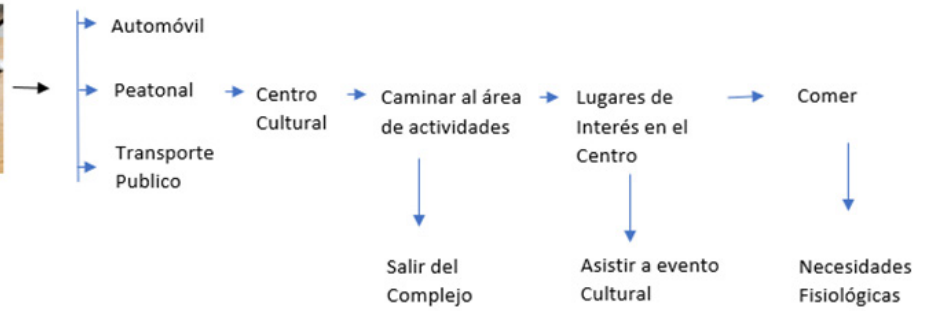 Automóvil
Peatonal
Transporte
Publico
Centro
Cultural
Caminar al área
de actividades
Lugares de
Interés en el
Centro
Comer
Salir del
Complejo
Asistir a evento
Cultural
Necesidades
Fisiológicas